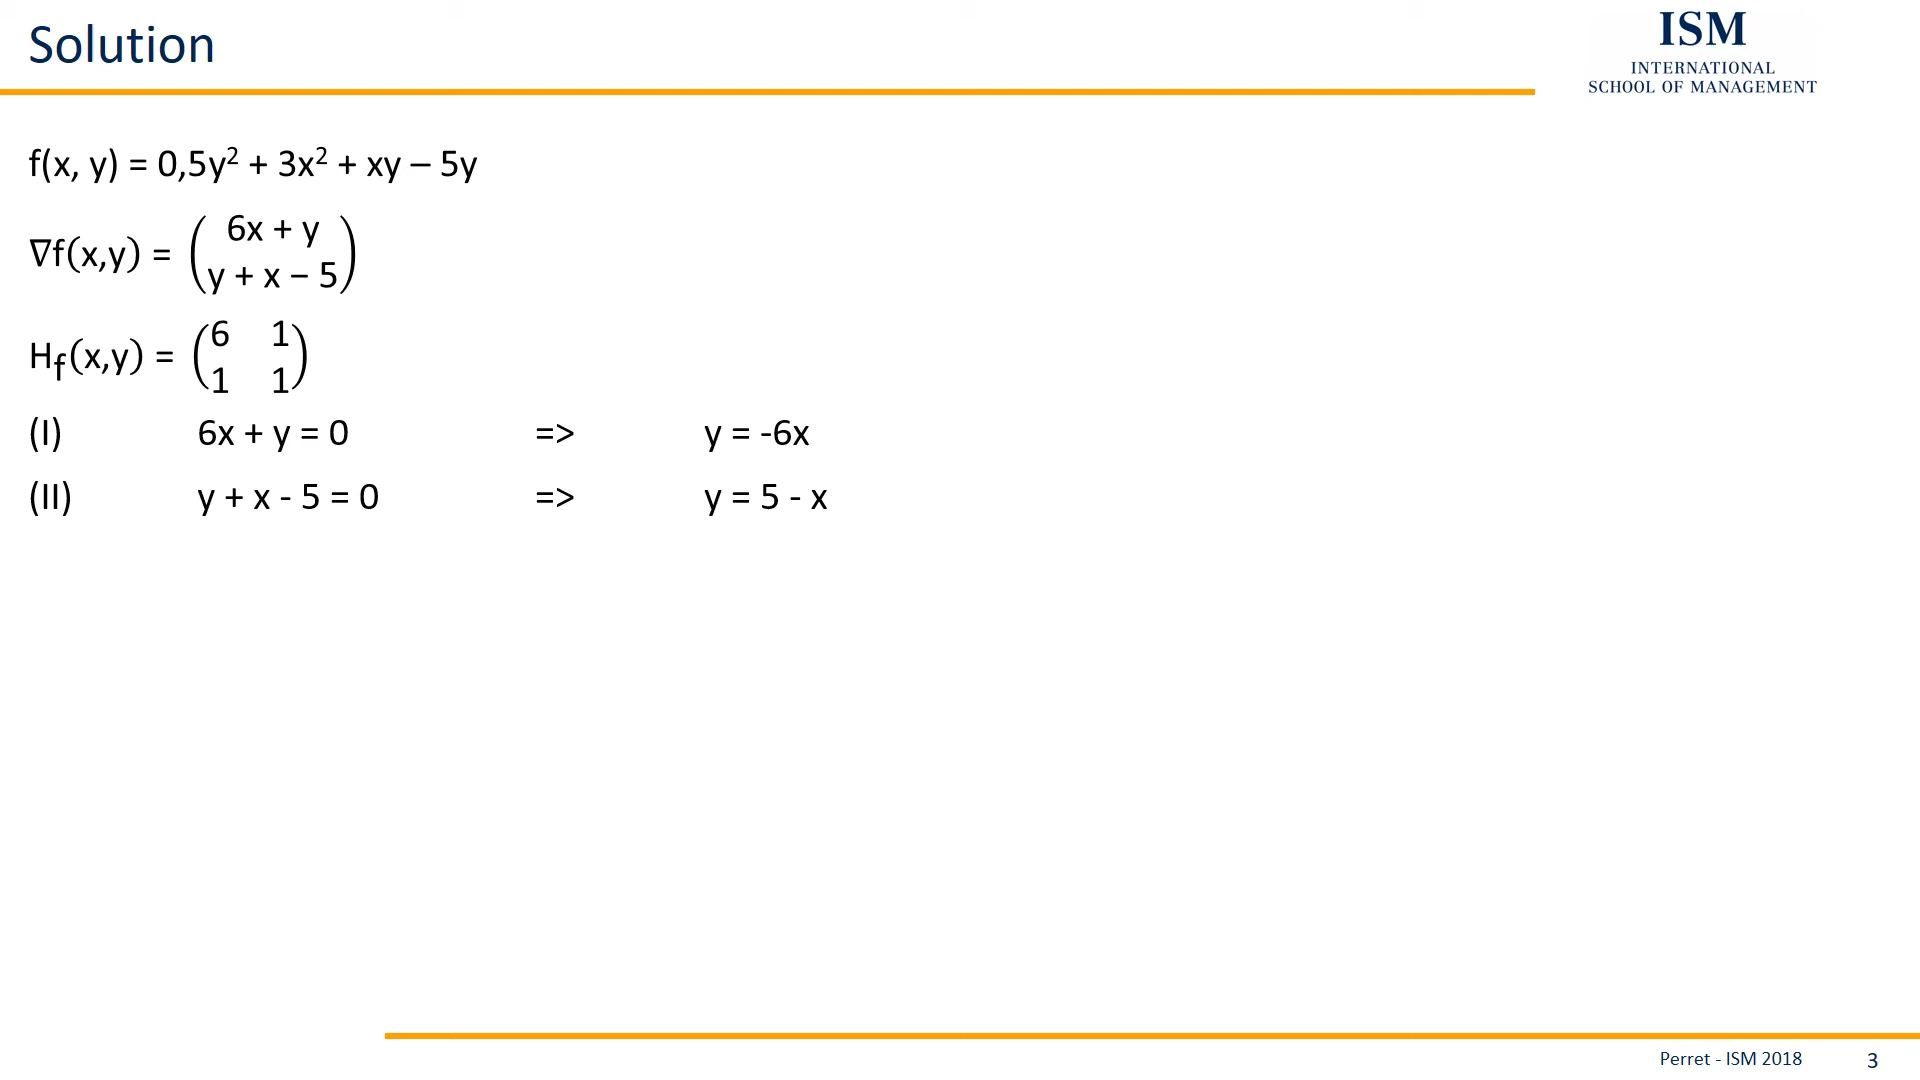 Solution
ISM
INTERNATIONAL
SCHOOL OF MANAGEMENT
f(x, y) = 0,5y² + 3x² + xy – 5y
∇f(x,y) = (6x + y
y + x − 5)
H_f(x,y) = (6 1
1 1)
(I) 6x + y = 0 => y = -6x
(II) y + x - 5 = 0 => y = 5 - x
Perret - ISM 2018 3